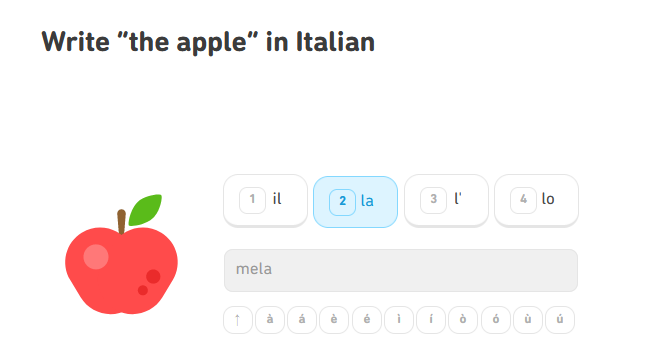 Write “the apple” in Italian
1 il 2 la 3 l' 4 lo
mela
↑ à á è é ì í ò ó ù ú